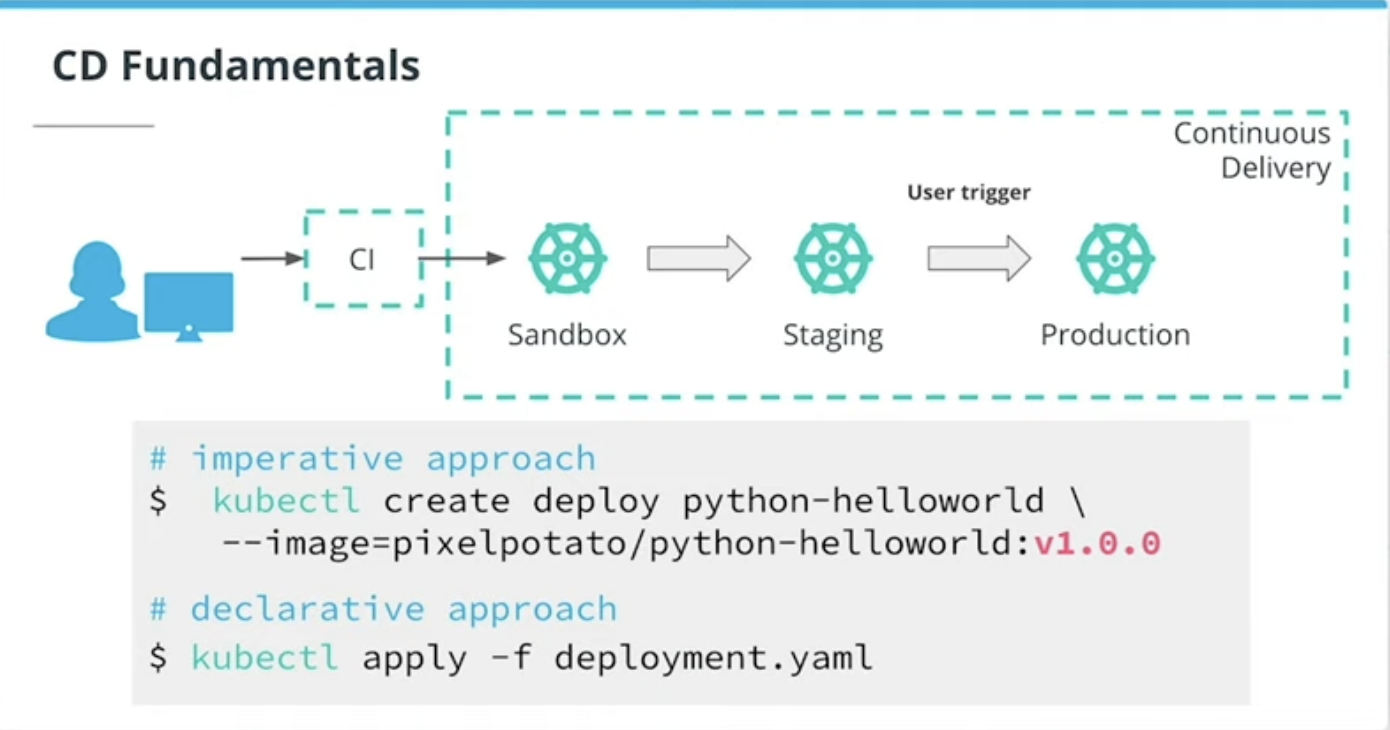 CD Fundamentals
Continuous
Delivery
User trigger
CI
Sandbox
Staging
Production
# imperative approach
$ kubectl create deploy python-helloworld \
--image=pixelpotato/python-helloworld:v1.0.0
# declarative approach
$ kubectl apply -f deployment.yaml